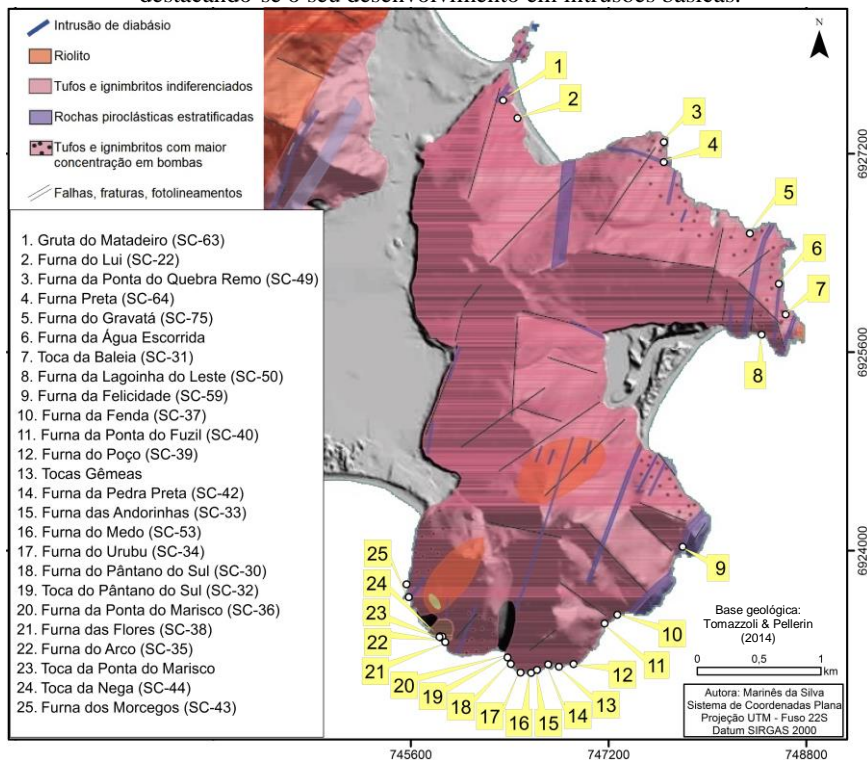 destacando-se o seu desenvolvimento em intrusões básicas.
Intrusão de diabásio
Riolito
Tufos e ignimbritos indiferenciados
Rochas piroclásticas estratificadas
Tufos e ignimbritos com maior
concentração em bombas
Falhas, fraturas, fotolineamentos
1. Gruta do Matadeiro (SC-63)
2. Furna do Lui (SC-22)
3. Furna da Ponta do Quebra Remo (SC-49)
4. Furna Preta (SC-64)
5. Furna do Gravatá (SC-75)
6. Furna da Água Escorrida
7. Toca da Baleia (SC-31)
8. Furna da Lagoinha do Leste (SC-50)
9. Furna da Felicidade (SC-59)
10. Furna da Fenda (SC-37)
11. Furna da Ponta do Fuzil (SC-40)
12. Furna do Poço (SC-39)
13. Tocas Gêmeas
14. Furna da Pedra Preta (SC-42)
15. Furna das Andorinhas (SC-33)
16. Furna do Medo (SC-53)
17. Furna do Urubu (SC-34)
18. Furna do Pântano do Sul (SC-30)
19. Toca do Pântano do Sul (SC-32)
20. Furna da Ponta do Marisco (SC-36)
21. Furna das Flores (SC-38)
22. Furna do Arco (SC-35)
23. Toca da Ponta do Marisco
24. Toca da Nega (SC-44)
25. Furna dos Morcegos (SC-43)
N
1
2
3
4
5
6
7
8
9
10
11
12
13
14
15
16
17
18
19
20
21
22
23
24
25
6927200
6925600
6924000
Base geológica:
Tomazzoli & Pellerin
(2014)
0 0,5 1
km
Autora: Marinês da Silva
Sistema de Coordenadas Plana
Projeção UTM - Fuso 22S
Datum SIRGAS 2000
745600 747200 748800